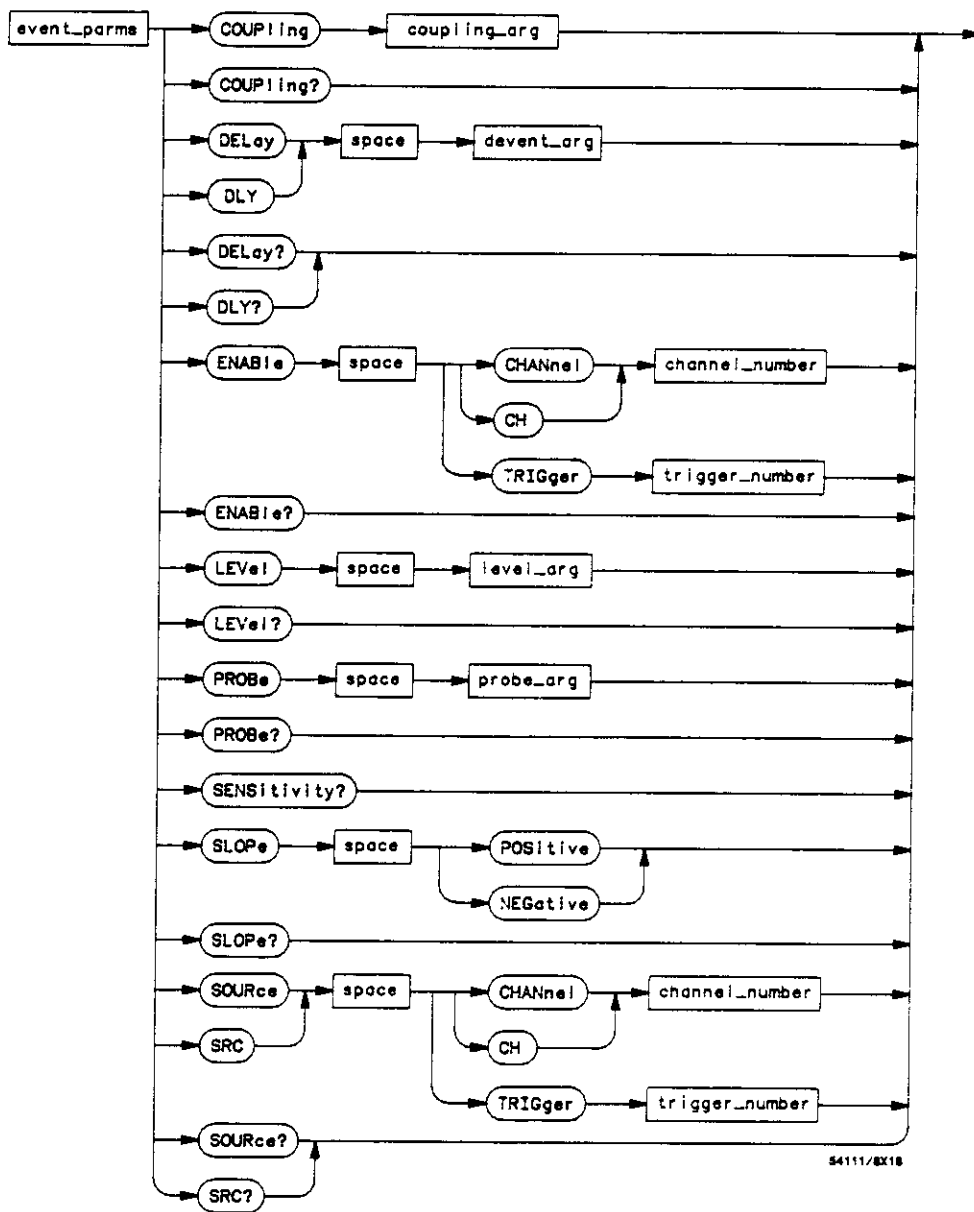 event_parms COUPling coupling_arg
COUPling?
DELay space devent_arg
DLY
DELay?
DLY?
ENABle space CHANnel channel_number
CH
TRIGger trigger_number
ENABle?
LEVel space level_arg
LEVel?
PROBe space probe_arg
PROBe?
SENSitivity?
SLOPe space POSitive
NEGative
SLOPe?
SOURce space CHANnel channel_number
SRC CH
TRIGger trigger_number
SOURce?
54111/BX18
SRC?